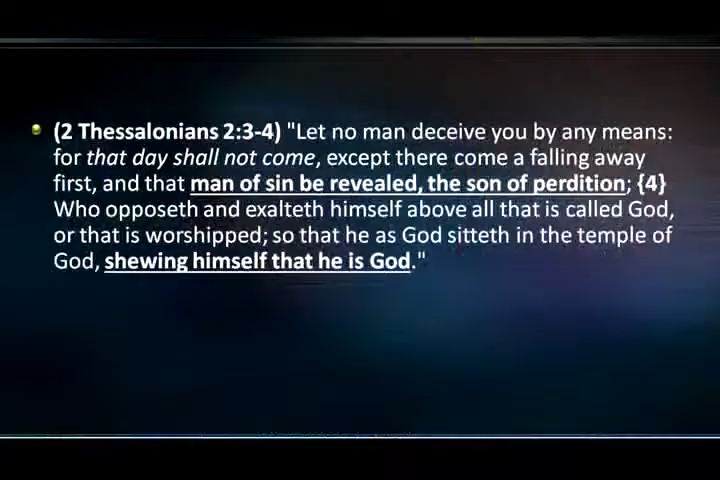 (2 Thessalonians 2:3-4) "Let no man deceive you by any means:
for that day shall not come, except there come a falling away
first, and that man of sin be revealed, the son of perdition; {4}
Who opposeth and exalteth himself above all that is called God,
or that is worshipped; so that he as God sitteth in the temple of
God, shewing himself that he is God."